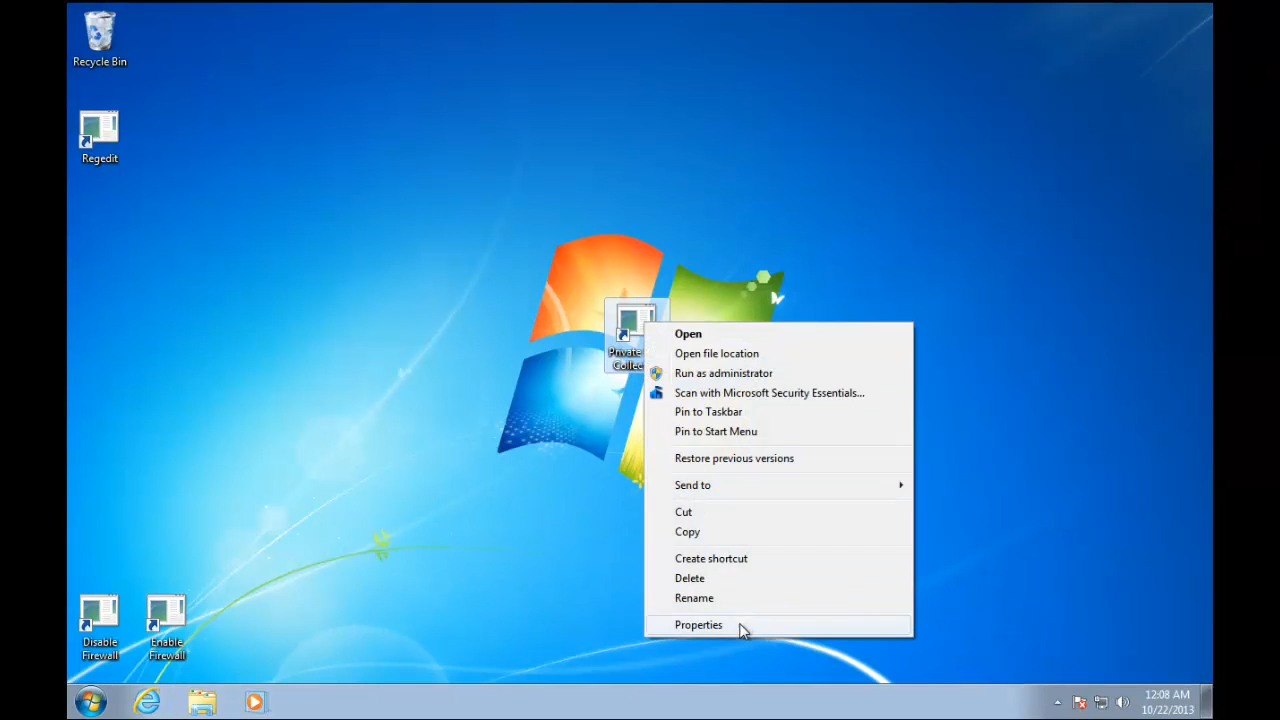 Recycle Bin
Regedit
Private
Collec
Open
Open file location
Run as administrator
Scan with Microsoft Security Essentials...
Pin to Taskbar
Pin to Start Menu
Restore previous versions
Send to
Cut
Copy
Create shortcut
Delete
Rename
Properties
Disable
Firewall
Enable
Firewall
12:08 AM
10/22/2013